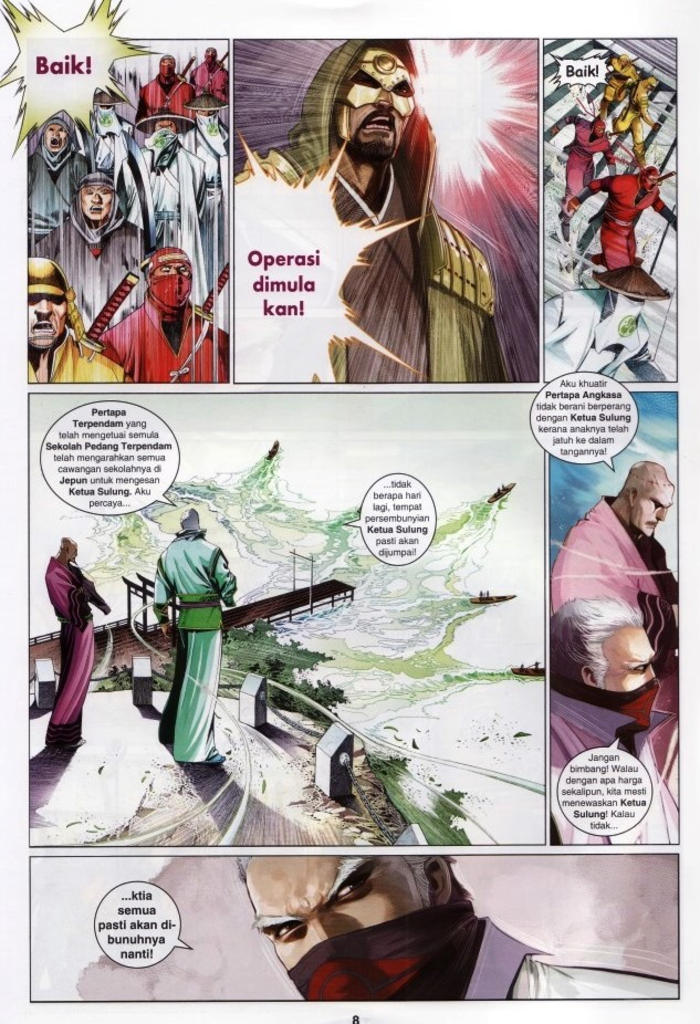 Baik!
Operasi
dimula
kan!
Baik!
Pertapa
Terpendam yang
telah mengetuai semula
Sekolah Pedang Terpendam
telah mengarahkan semua
cawangan sekolahnya di
Jepun untuk mengesan
Ketua Sulung. Aku
percaya...
...tidak
berapa hari
lagi, tempat
persembunyian
Ketua Sulung
pasti akan
dijumpai!
Aku khuatir
Pertapa Angkasa
tidak berani berperang
dengan Ketua Sulung
kerana anaknya telah
jatuh ke dalam
tangannya!
Jangan
bimbang! Walau
dengan apa harga
sekalipun, kita mesti
menewaskan Ketua
Sulung! Kalau
tidak...
...ktia
semua
pasti akan di-
bunuhnya
nanti!
8